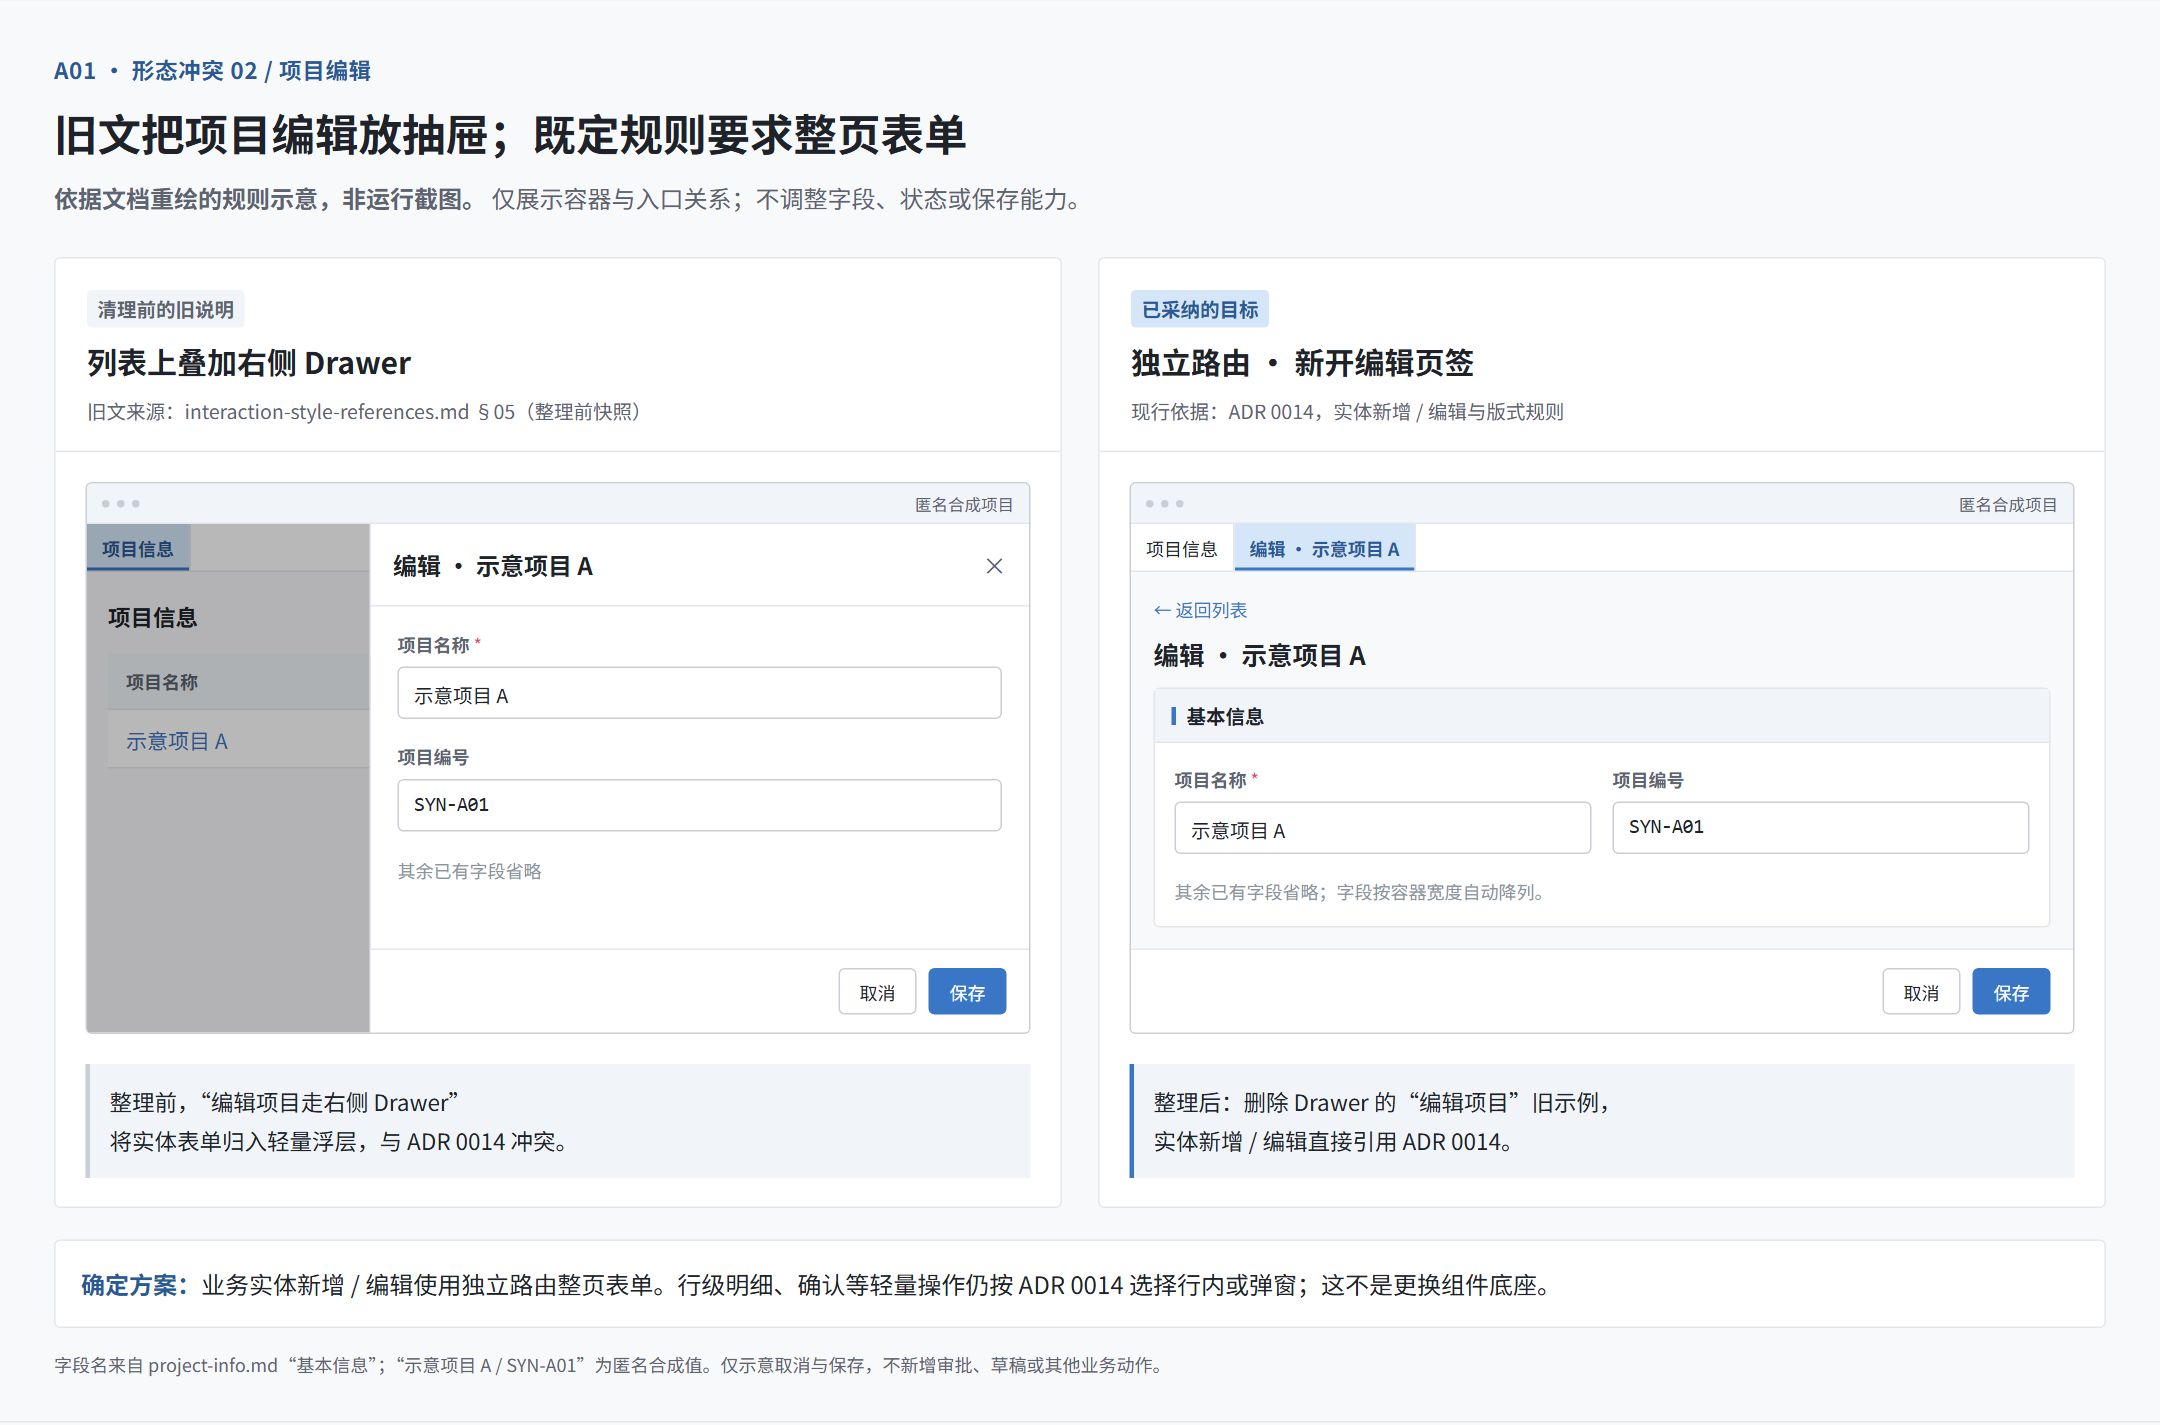 A01 · 形态冲突 02 / 项目编辑
旧文把项目编辑放抽屉；既定规则要求整页表单
依据文档重绘的规则示意，非运行截图。 仅展示容器与入口关系；不调整字段、状态或保存能力。
清理前的旧说明
列表上叠加右侧 Drawer
旧文来源：interaction-style-references.md §05（整理前快照）
匿名合成项目
项目信息
项目信息
项目名称
示意项目 A
编辑 · 示意项目 A
项目名称 *
示意项目 A
项目编号
SYN-A01
其余已有字段省略
取消
保存
整理前，“编辑项目走右侧 Drawer”
将实体表单归入轻量浮层，与 ADR 0014 冲突。
已采纳的目标
独立路由 · 新开编辑页签
现行依据：ADR 0014，实体新增 / 编辑与版式规则
匿名合成项目
项目信息
编辑 · 示意项目 A
← 返回列表
编辑 · 示意项目 A
基本信息
项目名称 *
项目编号
示意项目 A
SYN-A01
其余已有字段省略；字段按容器宽度自动降列。
取消
保存
整理后：删除 Drawer 的“编辑项目”旧示例，
实体新增 / 编辑直接引用 ADR 0014。
确定方案：业务实体新增 / 编辑使用独立路由整页表单。行级明细、确认等轻量操作仍按 ADR 0014 选择行内或弹窗；这不是更换组件底座。
字段名来自 project-info.md“基本信息”；“示意项目 A / SYN-A01”为匿名合成值。仅示意取消与保存，不新增审批、草稿或其他业务动作。